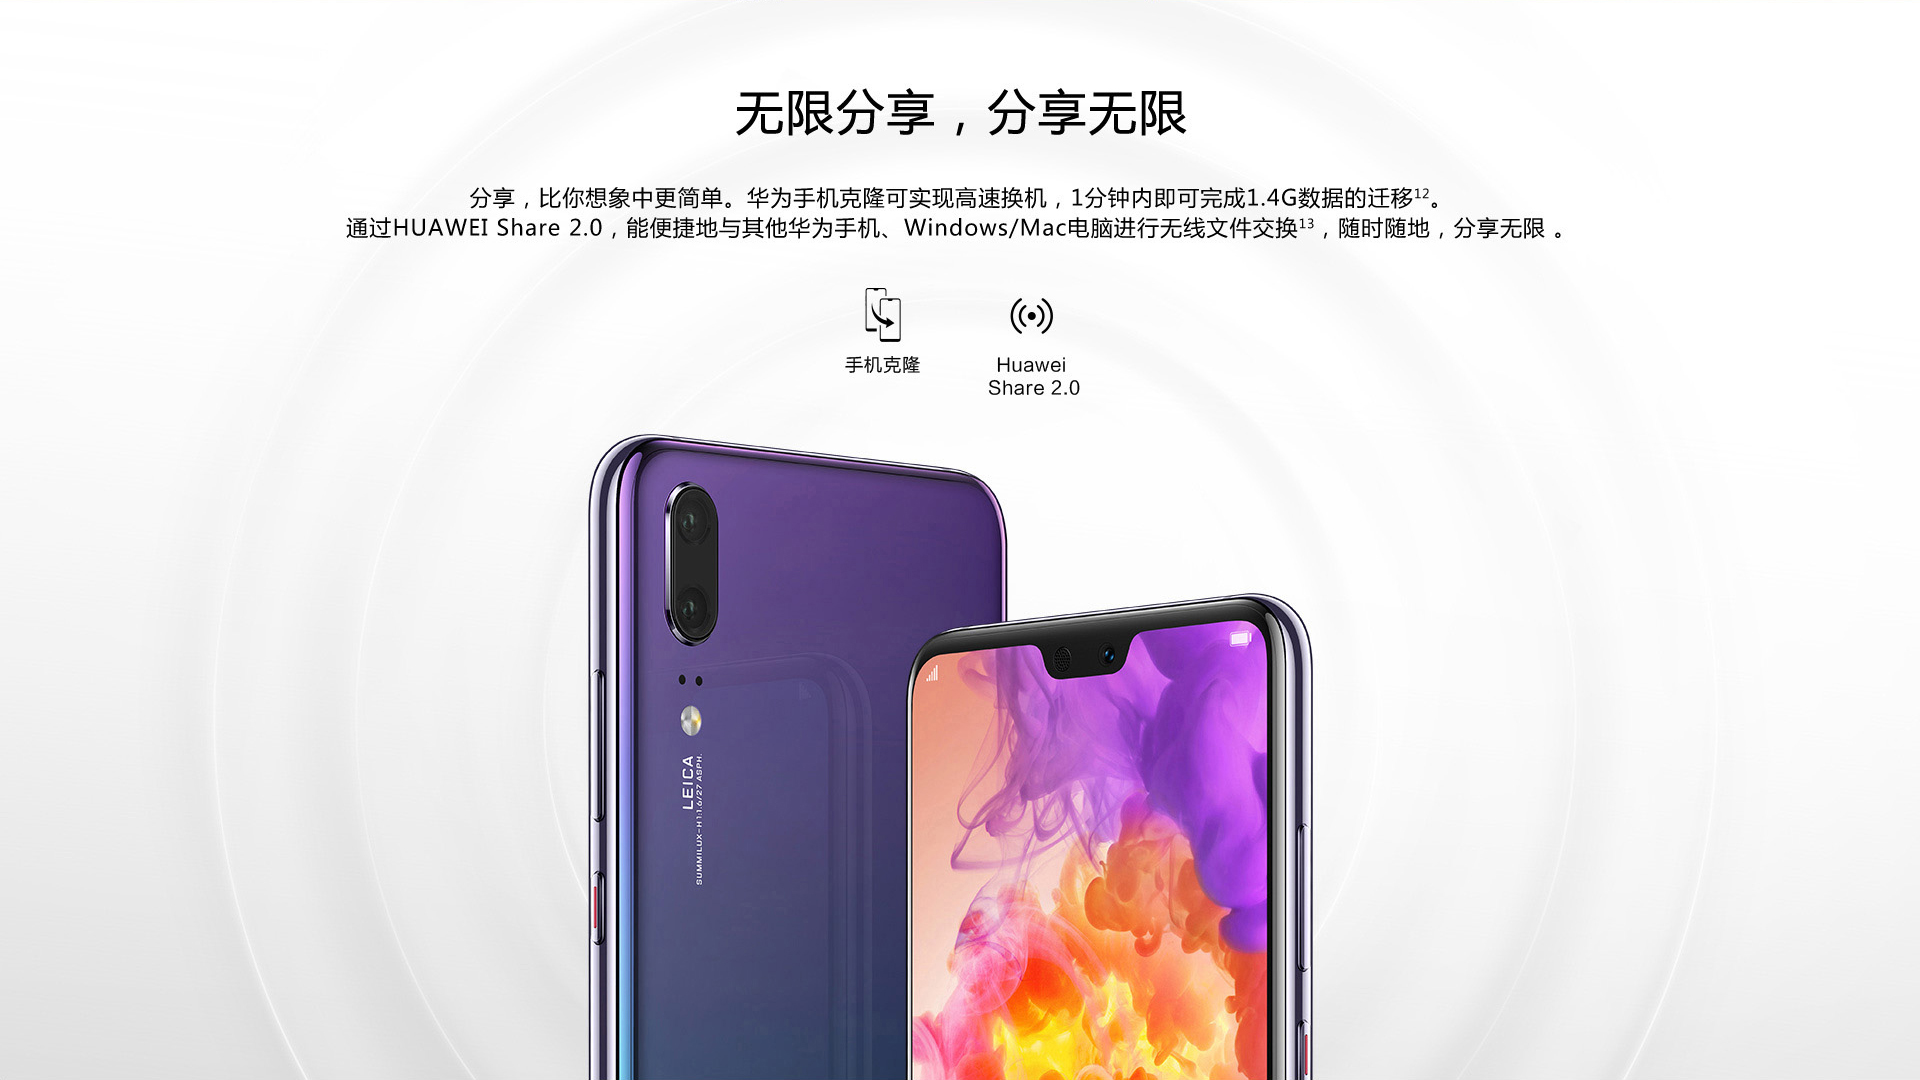 无限分享，分享无限
分享，比你想象中更简单。华为手机克隆可实现高速换机，1分钟内即可完成1.4G数据的迁移¹²。
通过HUAWEI Share 2.0，能便捷地与其他华为手机、Windows/Mac电脑进行无线文件交换¹³，随时随地，分享无限 。
手机克隆
Huawei
Share 2.0
LEICA
SUMMILUX-H1:1.6/27 ASPH.